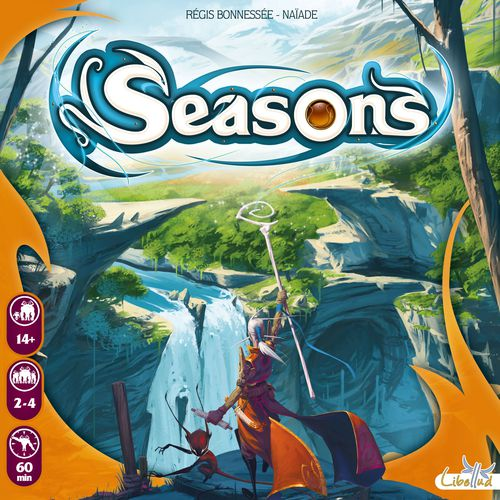 RÉGIS BONNESSÉE - NAÏADE
Seasons
14+
2-4
60
min
Libellud